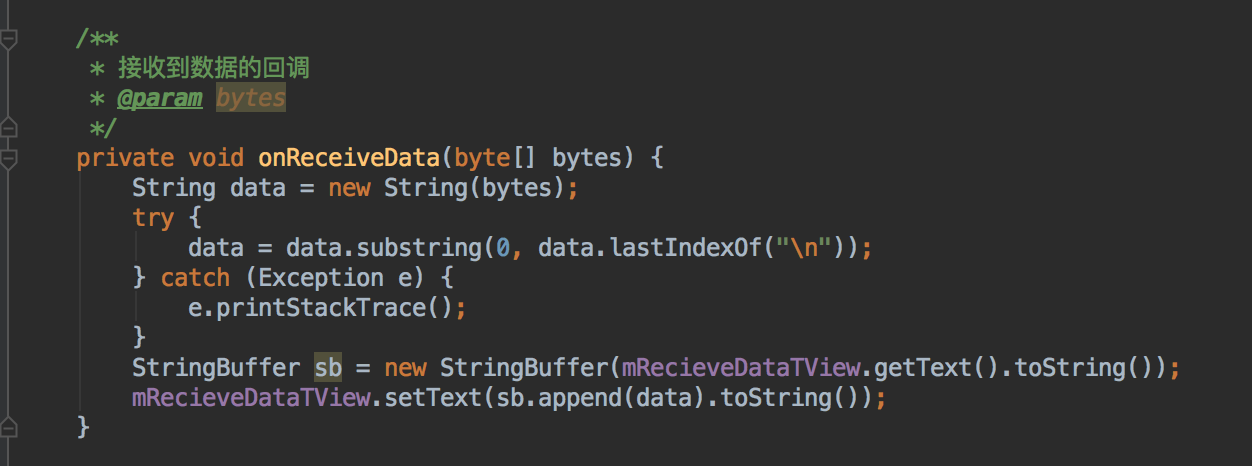 /**
 * 接收到数据的回调
 * @param bytes
 */
private void onReceiveData(byte[] bytes) {
    String data = new String(bytes);
    try {
        data = data.substring(0, data.lastIndexOf("\n"));
    } catch (Exception e) {
        e.printStackTrace();
    }
    StringBuffer sb = new StringBuffer(mRecieveDataTView.getText().toString());
    mRecieveDataTView.setText(sb.append(data).toString());
}